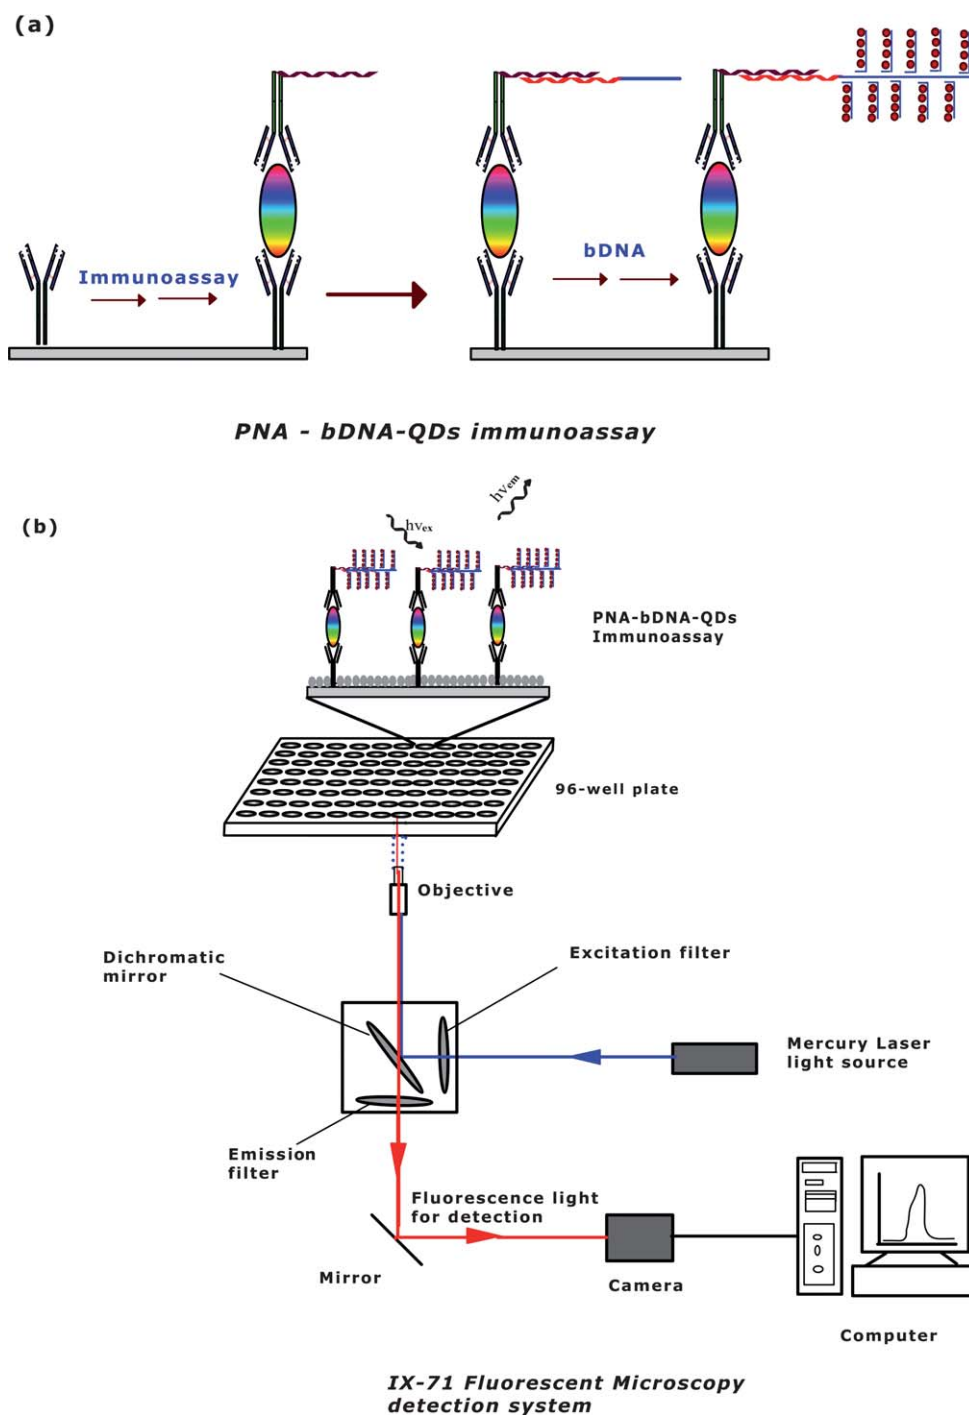 (a)
Immunoassay
bDNA
PNA - bDNA-QDs immunoassay
(b)
hνex
hνem
PNA-bDNA-QDs
Immunoassay
96-well plate
Objective
Dichromatic
mirror
Excitation filter
Mercury Laser
light source
Emission
filter
Fluorescence light
for detection
Mirror
Camera
Computer
IX-71 Fluorescent Microscopy
detection system